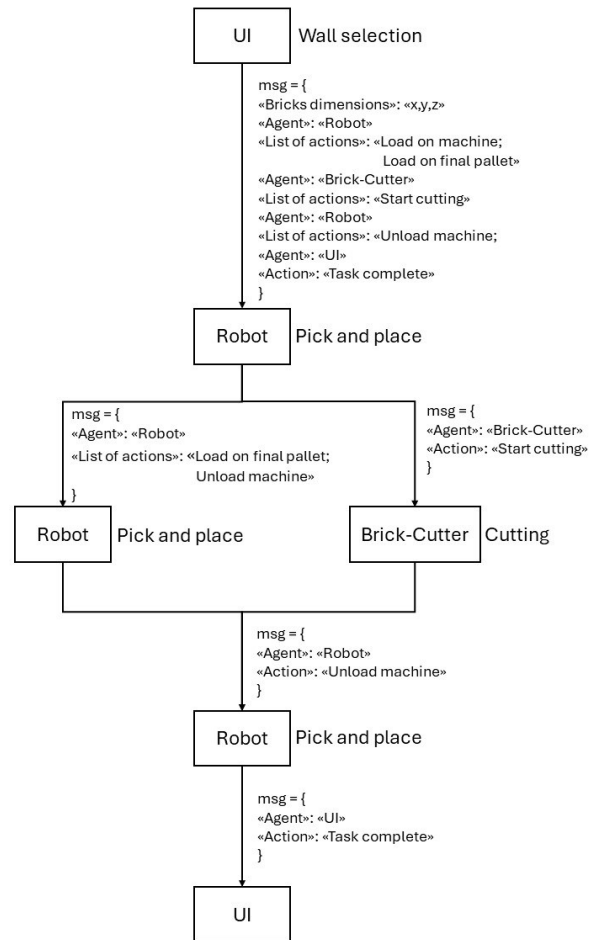 UI Wall selection
msg = {
«Bricks dimensions»: «x,y,z»
«Agent»: «Robot»
«List of actions»: «Load on machine;
Load on final pallet»
«Agent»: «Brick-Cutter»
«List of actions»: «Start cutting»
«Agent»: «Robot»
«List of actions»: «Unload machine;
«Agent»: «UI»
«Action»: «Task complete»
}
Robot Pick and place
msg = {
«Agent»: «Robot»
«List of actions»: «Load on final pallet;
Unload machine»
}
msg = {
«Agent»: «Brick-Cutter»
«Action»: «Start cutting»
}
Robot Pick and place
Brick-Cutter Cutting
msg = {
«Agent»: «Robot»
«Action»: «Unload machine»
}
Robot Pick and place
msg = {
«Agent»: «UI»
«Action»: «Task complete»
}
UI